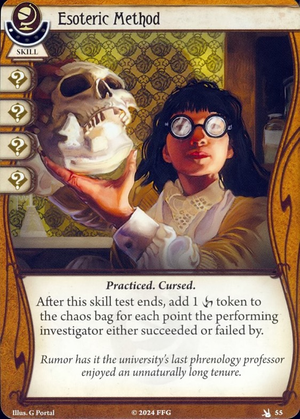 Esoteric Method
SKILL
?
?
?
?
Practiced. Cursed.
After this skill test ends, add 1 token to
the chaos bag for each point the performing
investigator either succeeded or failed by.
Rumor has it the university's last phrenology professor
enjoyed an unnaturally long tenure.
Illus. G Portal
© 2024 FFG
55